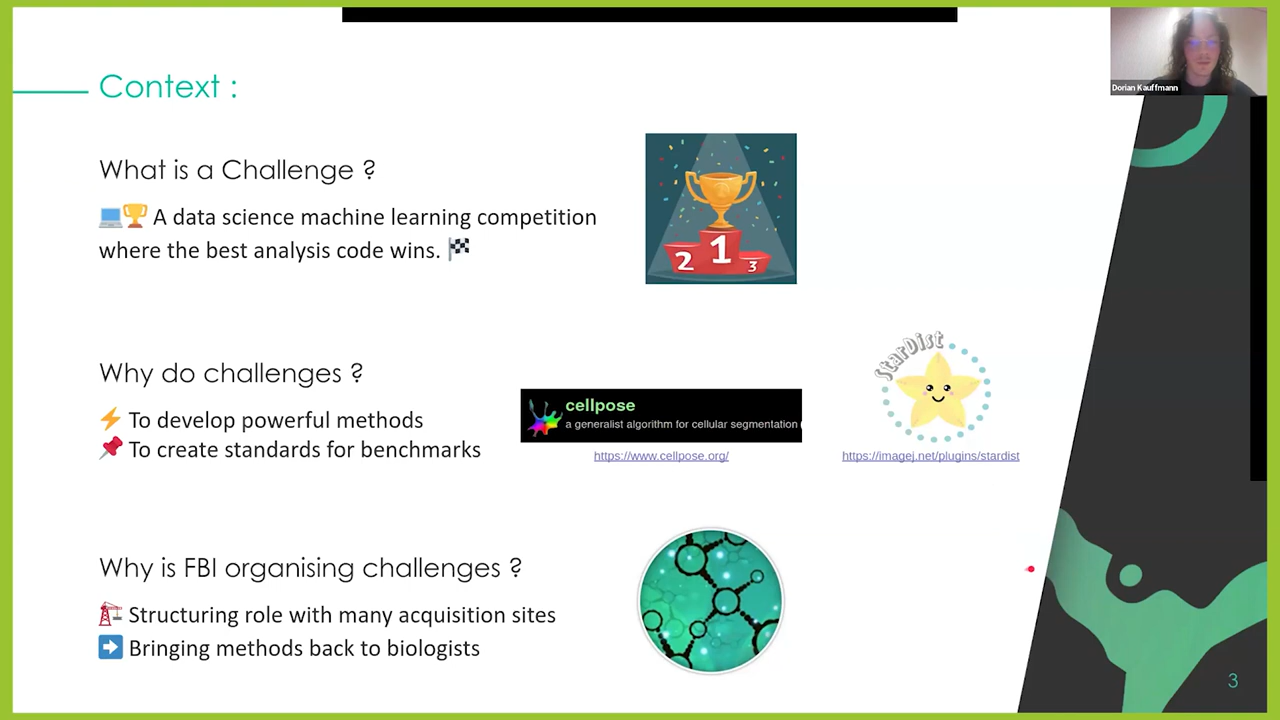 Context :
Dorian Kauffmann
What is a Challenge ?
💻🏆 A data science machine learning competition
where the best analysis code wins. 🏁
1
2
3
Why do challenges ?
⚡ To develop powerful methods
📌 To create standards for benchmarks
cellpose
a generalist algorithm for cellular segmentation
https://www.cellpose.org/
StarDist
https://imagej.net/plugins/stardist
Why is FBI organising challenges ?
🏗 Structuring role with many acquisition sites
➡ Bringing methods back to biologists
3